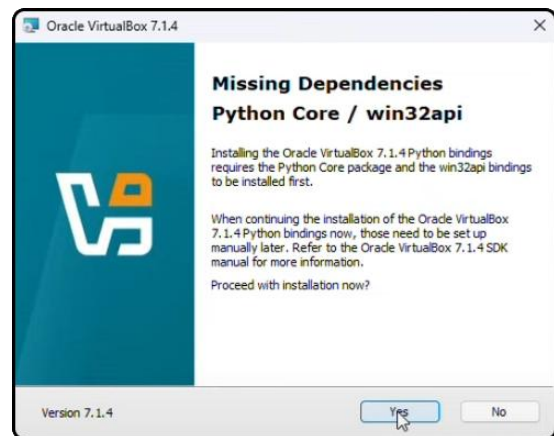 Oracle VirtualBox 7.1.4
Missing Dependencies
Python Core / win32api
Installing the Oracle VirtualBox 7.1.4 Python bindings
requires the Python Core package and the win32api bindings
to be installed first.
When continuing the installation of the Oracle VirtualBox
7.1.4 Python bindings now, those need to be set up
manually later. Refer to the Oracle VirtualBox 7.1.4 SDK
manual for more information.
Proceed with installation now?
Version 7.1.4
Yes
No